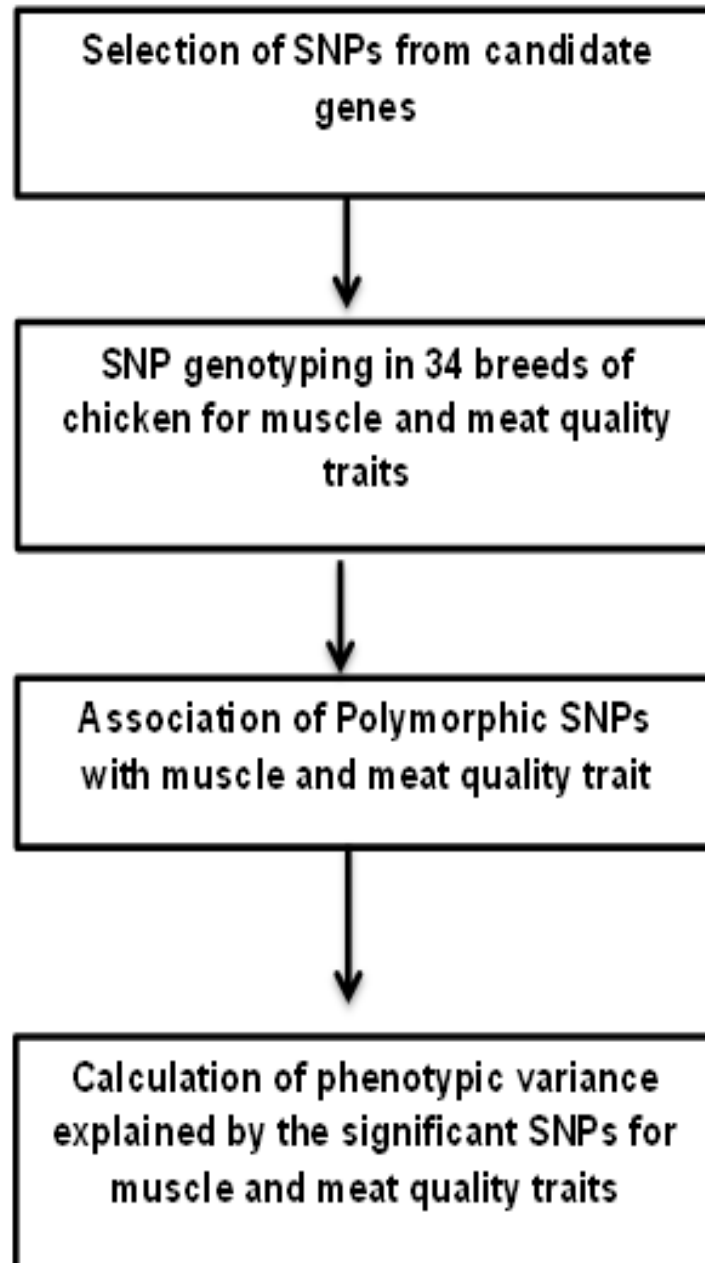 Selection of SNPs from candidate
genes
SNP genotyping in 34 breeds of
chicken for muscle and meat quality
traits
Association of Polymorphic SNPs
with muscle and meat quality trait
Calculation of phenotypic variance
explained by the significant SNPs for
muscle and meat quality traits